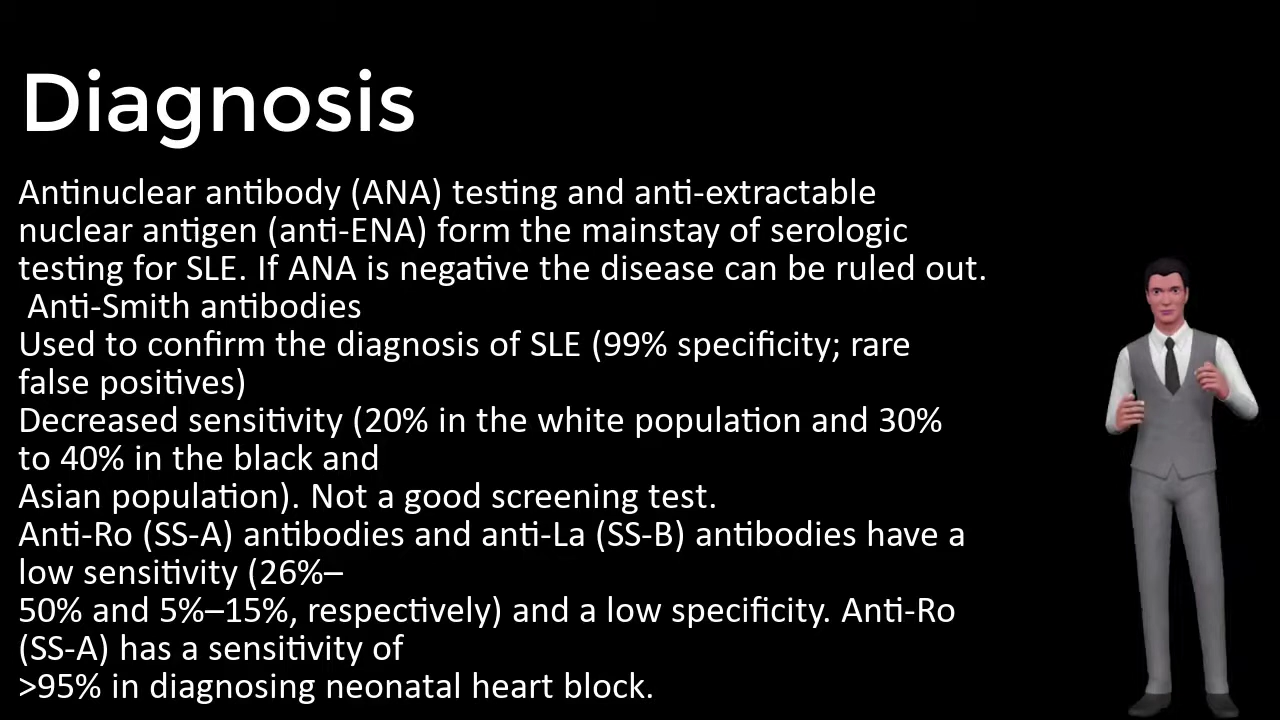 Diagnosis
Antinuclear antibody (ANA) testing and anti-extractable
nuclear antigen (anti-ENA) form the mainstay of serologic
testing for SLE. If ANA is negative the disease can be ruled out.
Anti-Smith antibodies
Used to confirm the diagnosis of SLE (99% specificity; rare
false positives)
Decreased sensitivity (20% in the white population and 30%
to 40% in the black and
Asian population). Not a good screening test.
Anti-Ro (SS-A) antibodies and anti-La (SS-B) antibodies have a
low sensitivity (26%–
50% and 5%–15%, respectively) and a low specificity. Anti-Ro
(SS-A) has a sensitivity of
>95% in diagnosing neonatal heart block.